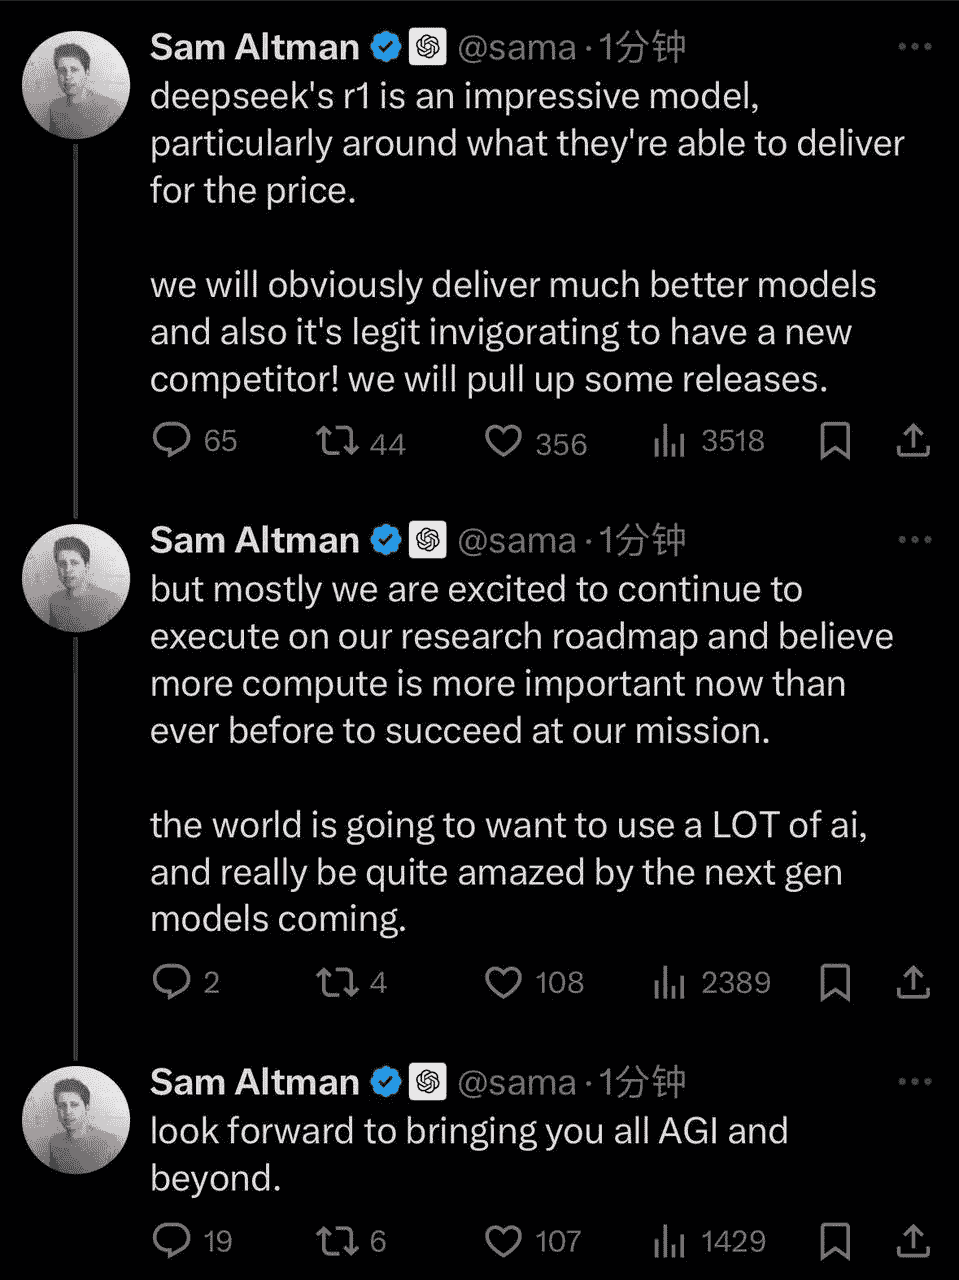 Sam Altman @sama · 1分钟
deepseek's r1 is an impressive model,
particularly around what they're able to deliver
for the price.
we will obviously deliver much better models
and also it's legit invigorating to have a new
competitor! we will pull up some releases.
65 44 356 3518
Sam Altman @sama · 1分钟
but mostly we are excited to continue to
execute on our research roadmap and believe
more compute is more important now than
ever before to succeed at our mission.
the world is going to want to use a LOT of ai,
and really be quite amazed by the next gen
models coming.
2 4 108 2389
Sam Altman @sama · 1分钟
look forward to bringing you all AGI and
beyond.
19 6 107 1429